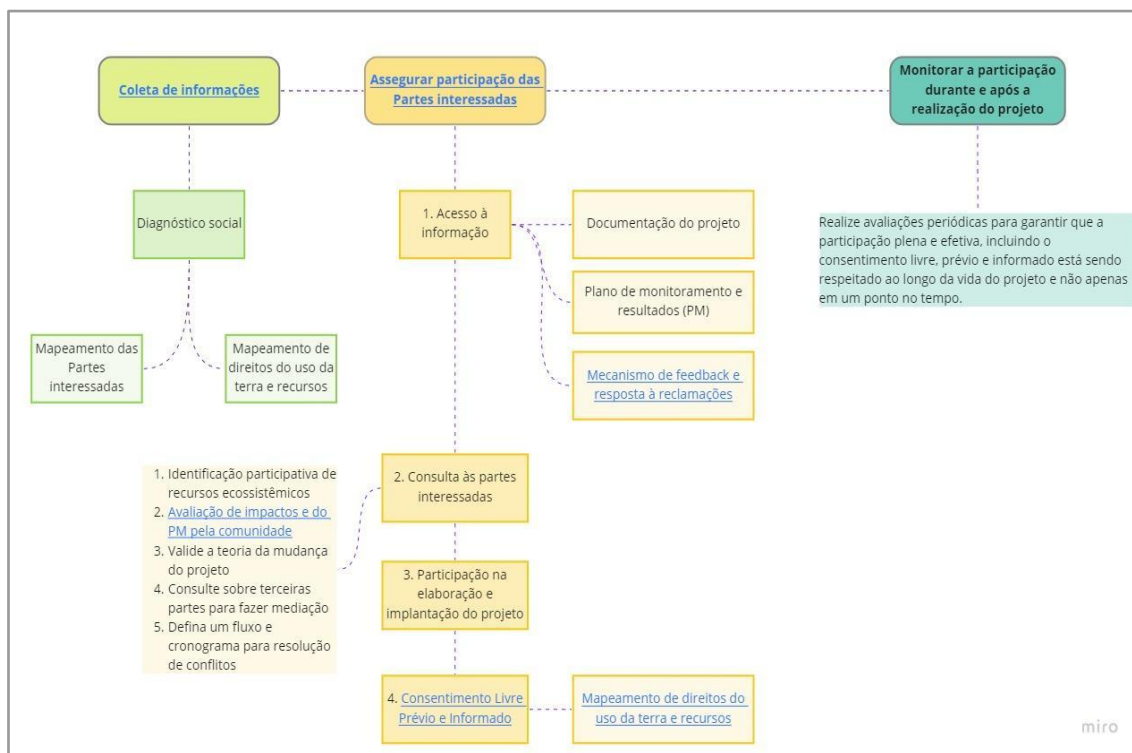 Coleta de informações
Assegurar participação das
Partes interessadas
Monitorar a participação
durante e após a
realização do projeto
Diagnóstico social
Mapeamento das
Partes
interessadas
Mapeamento de
direitos do uso da
terra e recursos
1. Acesso à
informação
Documentação do projeto
Plano de monitoramento e
resultados (PM)
Mecanismo de feedback e
resposta à reclamações
Realize avaliações periódicas para garantir que a
participação plena e efetiva, incluindo o
consentimento livre, prévio e informado está sendo
respeitado ao longo da vida do projeto e não apenas
em um ponto no tempo.
2. Consulta às partes
interessadas
1. Identificação participativa de
recursos ecossistêmicos
2. Avaliação de impactos e do
PM pela comunidade
3. Valide a teoria da mudança
do projeto
4. Consulte sobre terceiras
partes para fazer mediação
5. Defina um fluxo e
cronograma para resolução
de conflitos
3. Participação na
elaboração e
implantação do projeto
4. Consentimento Livre
Prévio e Informado
Mapeamento de direitos do
uso da terra e recursos
miro